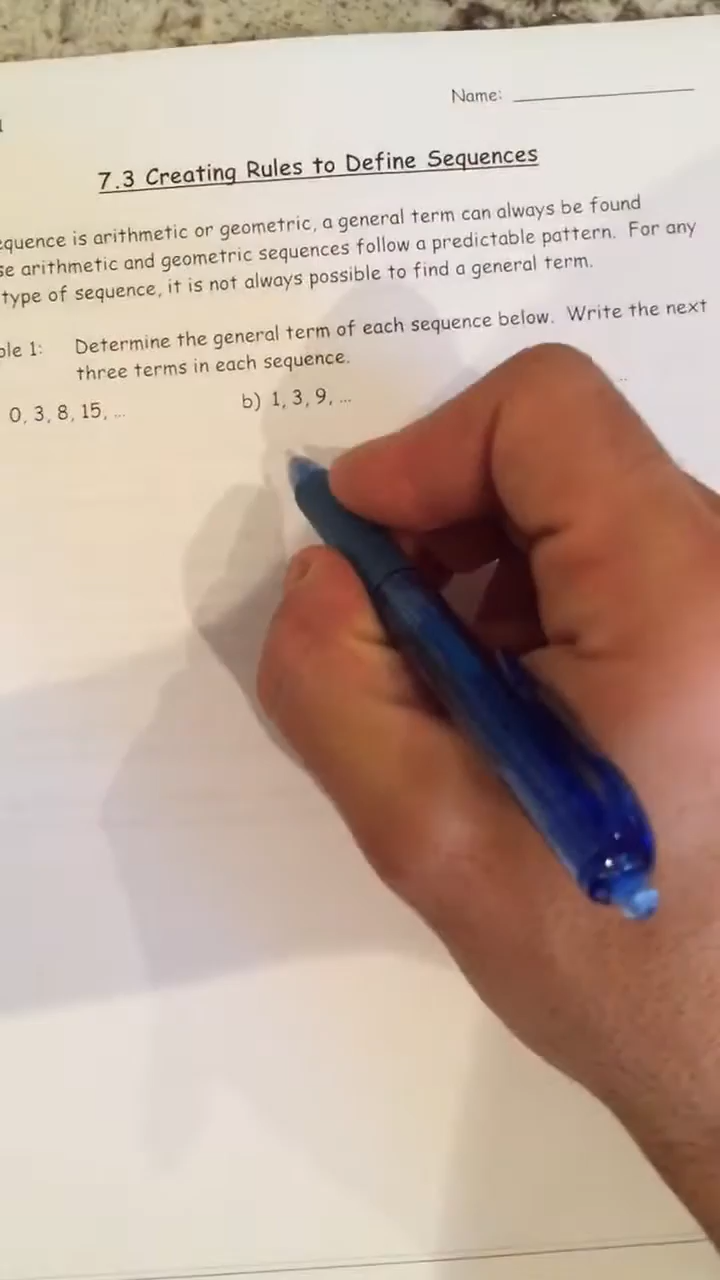 Name:
7.3 Creating Rules to Define Sequences
equence is arithmetic or geometric, a general term can always be found
se arithmetic and geometric sequences follow a predictable pattern. For any
type of sequence, it is not always possible to find a general term.
ple 1: Determine the general term of each sequence below. Write the next
three terms in each sequence.
0, 3, 8, 15, ... b) 1, 3, 9, ...